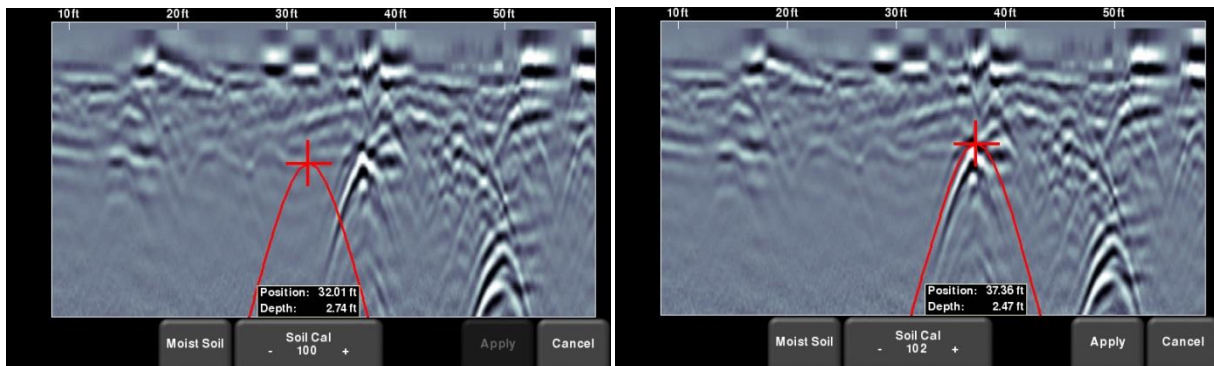 10ft 20ft 30ft 40ft 50ft
Position: 32.01 ft
Depth: 2.74 ft
Moist Soil
Soil Cal
- 100 +
Apply
Cancel
10ft 20ft 30ft 40ft 50ft
Position: 37.36 ft
Depth: 2.47 ft
Moist Soil
Soil Cal
- 102 +
Apply
Cancel